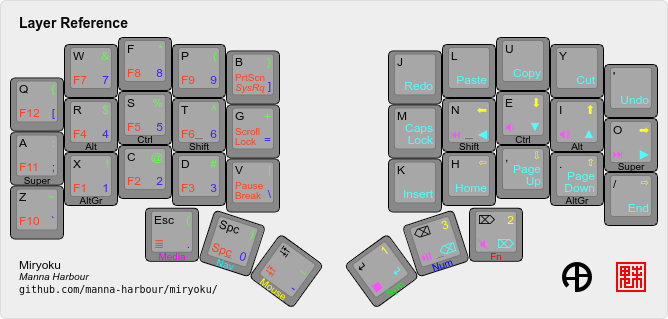 Layer Reference
W &
F7 7
F *
F8 8
P (
F9 9
B }
PrtScn
SysRq ]
J
Redo
L
Paste
U
Copy
Y
Cut
'
Undo
Q {
F12 [
R $
F4 4
Alt
S %
F5 5
Ctrl
T ^
F6 6
Shift
G +
Scroll
Lock =
M
Caps
Lock
N ⬅
◀
Shift
E ⬇
▼
Ctrl
I ⬆
▲
Alt
O ➡
▶
Super
A :
F11 ;
Super
X !
F1 1
AltGr
C @
F2 2
D #
F3 3
V |
Pause
Break \
K
Insert
H ⇦
Home
, ⇩
Page
Up
. ⇧
Page
Down
AltGr
/ ⇨
End
Z ~
F10 `
Esc (
≣ .
Media
Spc )
Spc 0
Nav
↹
↹ -
Mouse
↵ 1
■ ↵
⌫ 3
⌫
Num
⌦ 2
⌦
Fn
Miryoku
Manna Harbour
github.com/manna-harbour/miryoku/